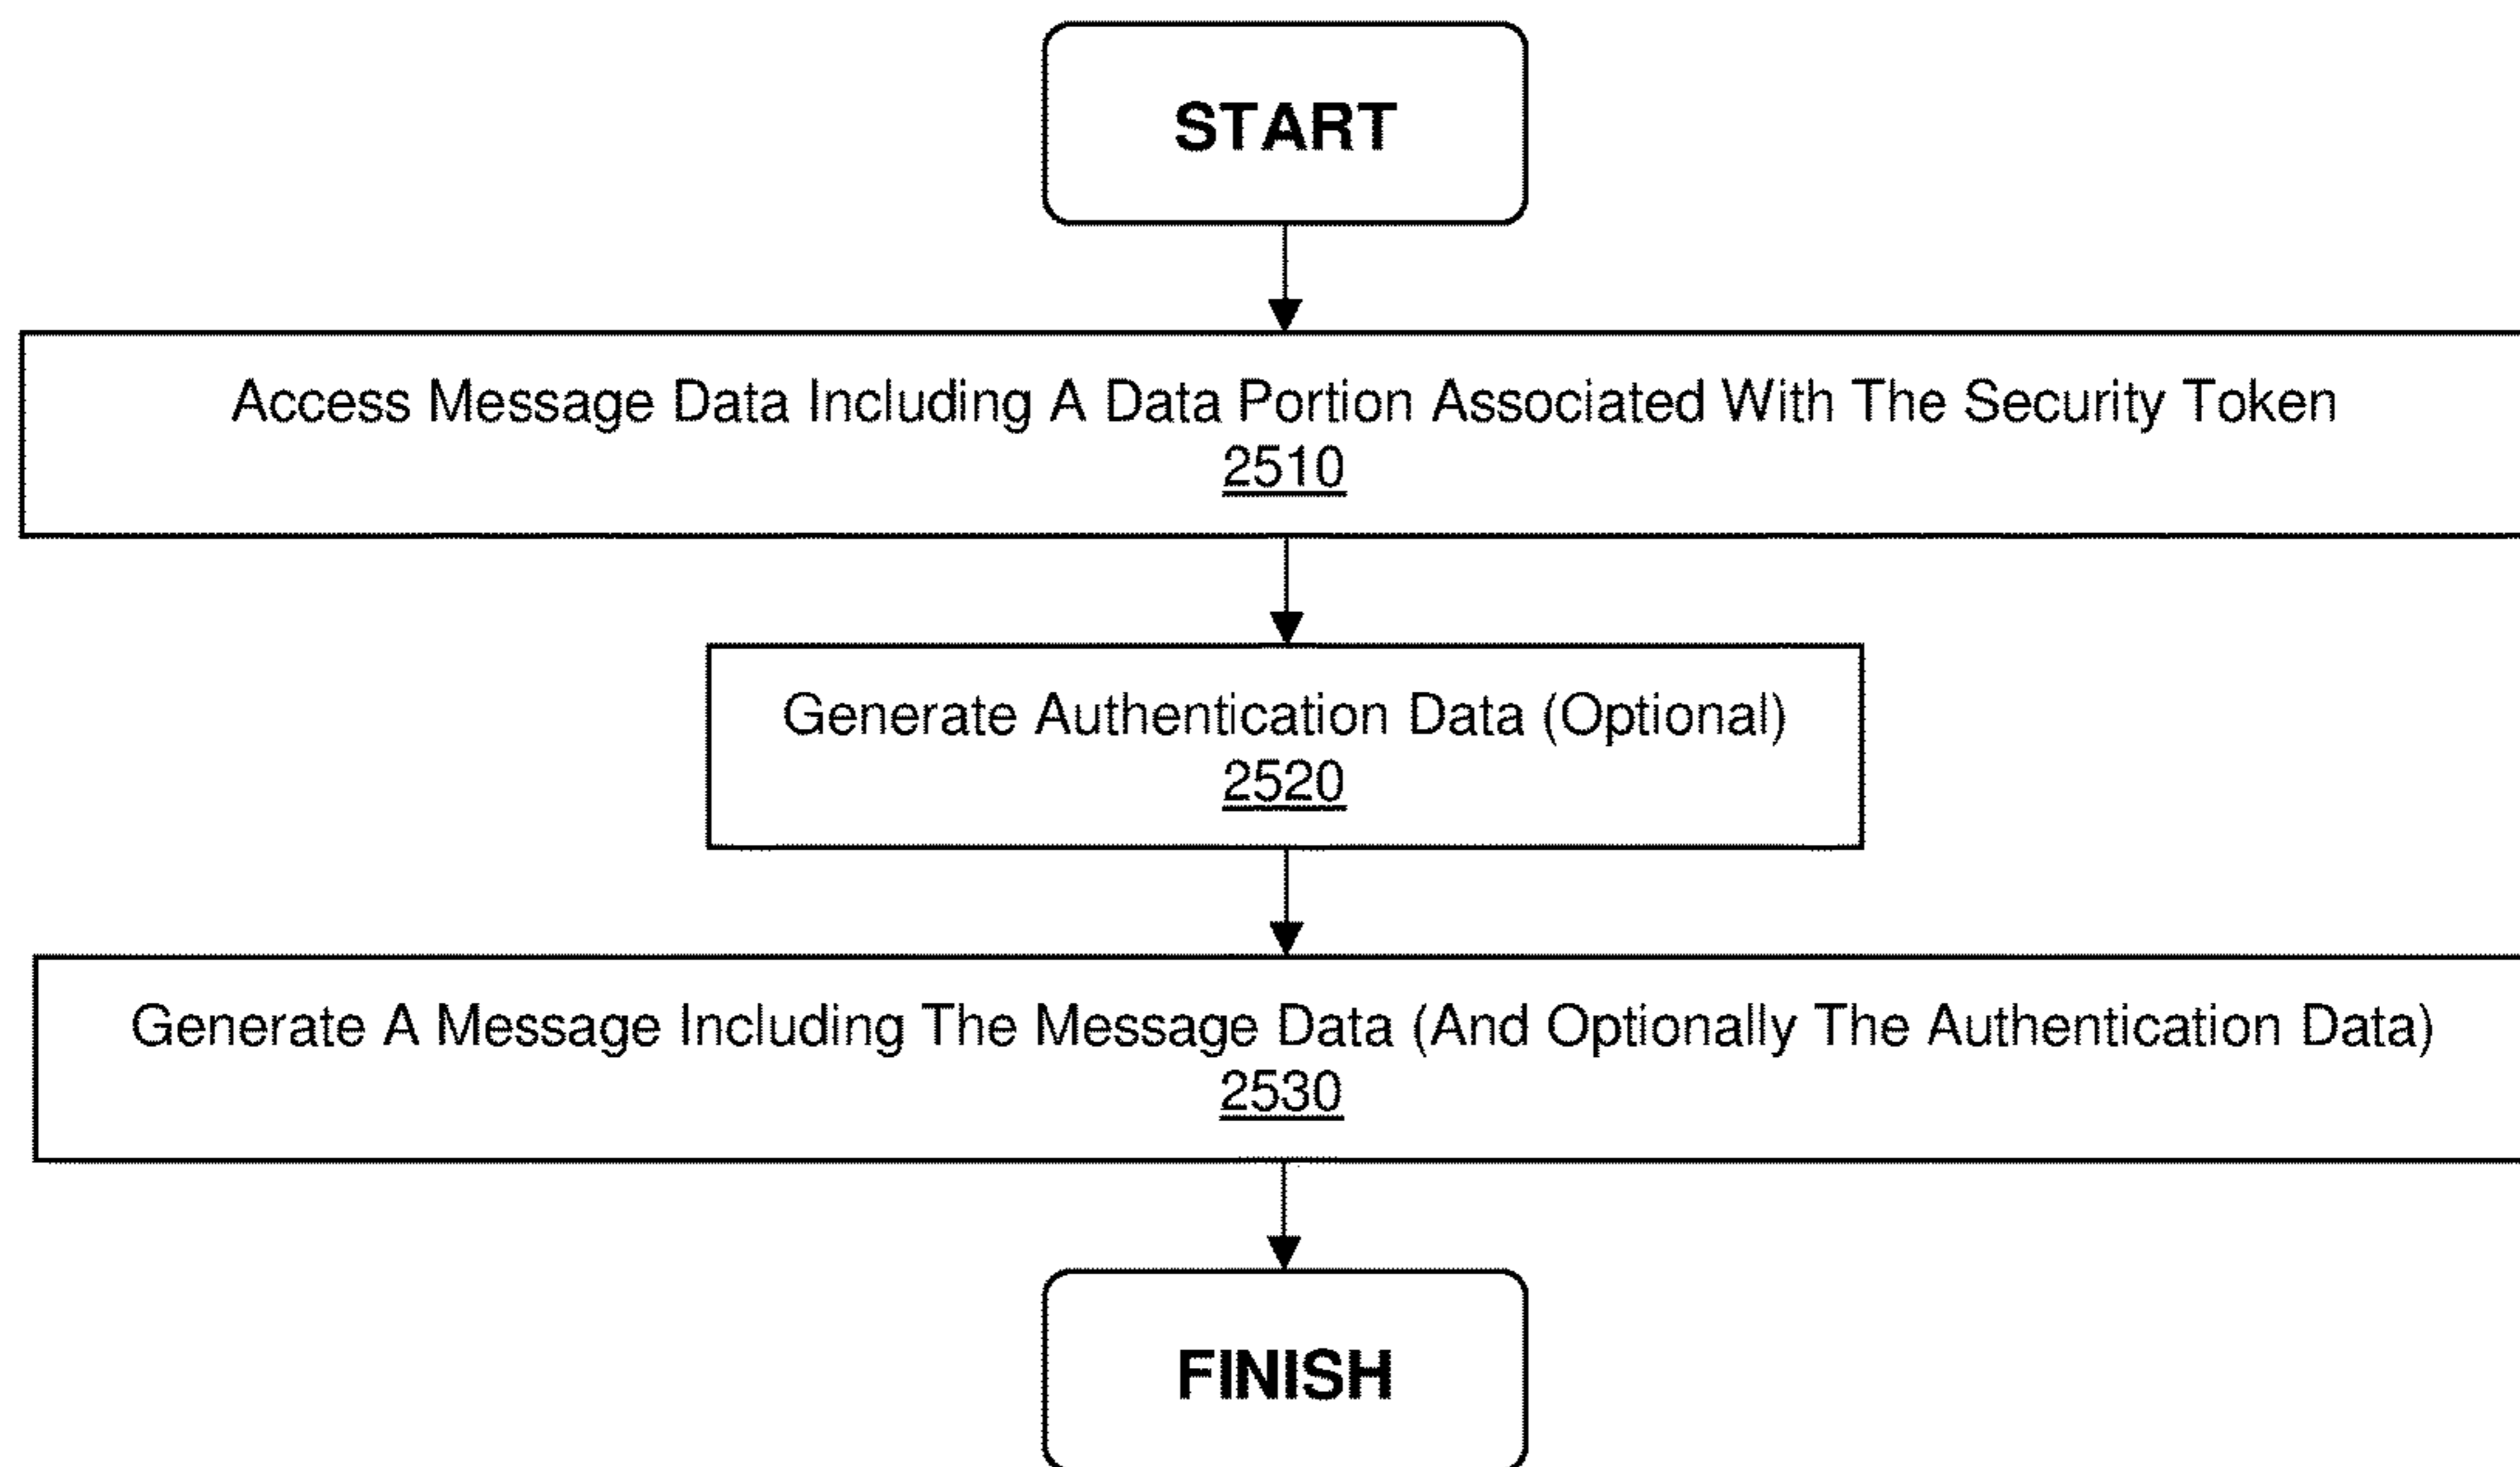 START
Access Message Data Including A Data Portion Associated With The Security Token
2510
Generate Authentication Data (Optional)
2520
Generate A Message Including The Message Data (And Optionally The Authentication Data)
2530
FINISH